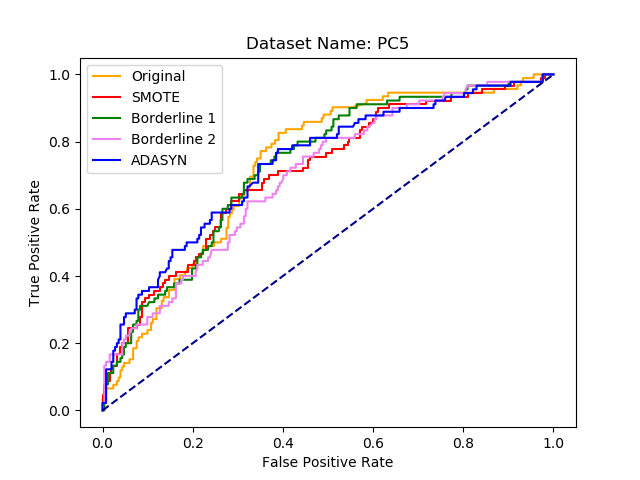 Dataset Name: PC5
Original
SMOTE
Borderline 1
Borderline 2
ADASYN
1.0
0.8
0.6
0.4
0.2
0.0
True Positive Rate
0.0 0.2 0.4 0.6 0.8 1.0
False Positive Rate